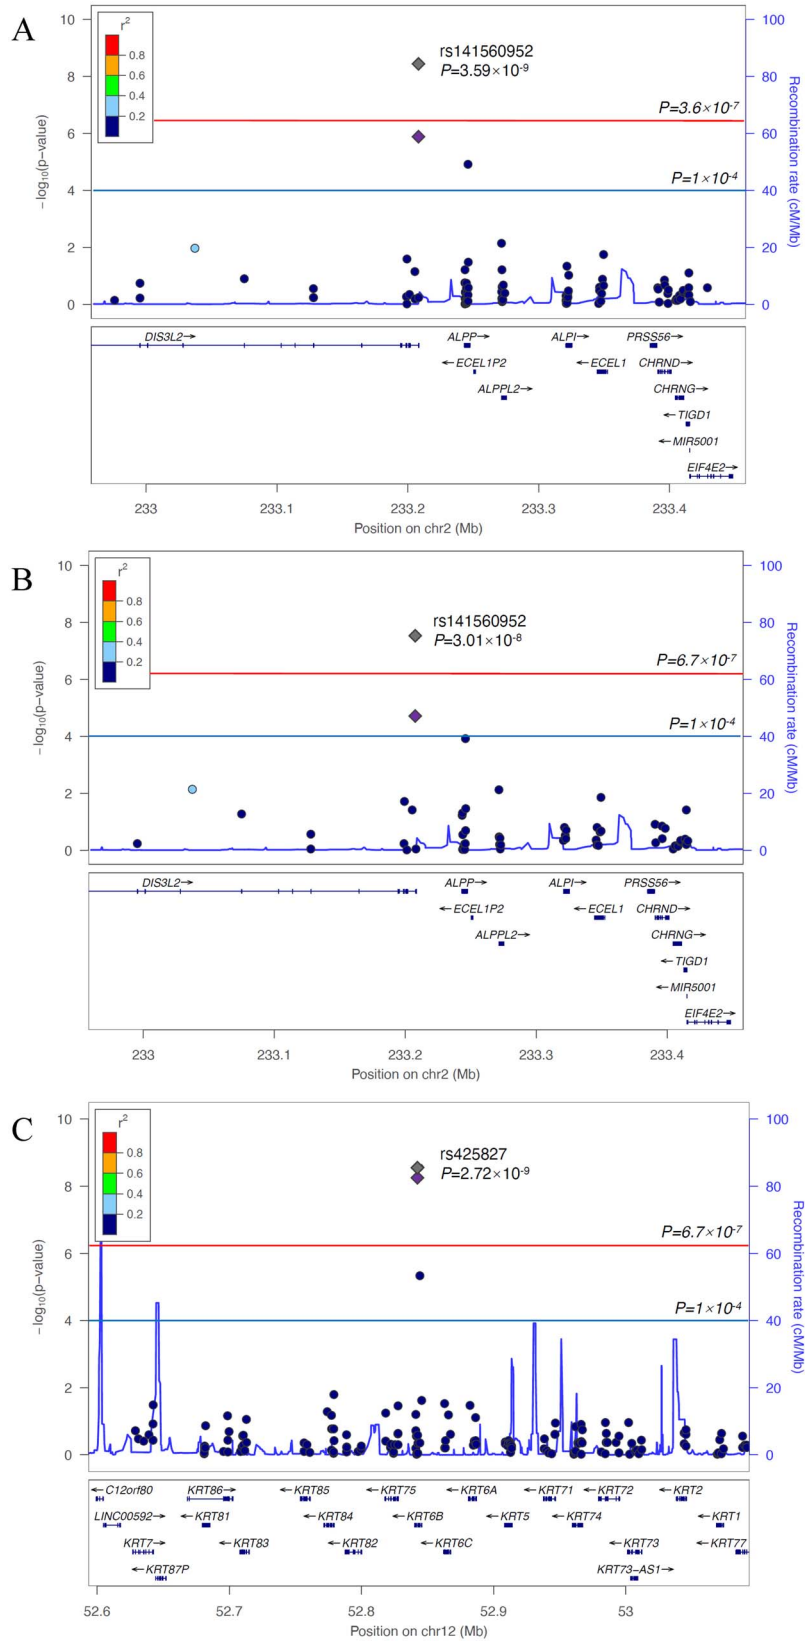 A
r²
0.8
0.6
0.4
0.2
10
8
6
4
2
0
− log₁₀(p−value)
100
80
60
40
20
0
Recombination rate (cM/Mb)
rs141560952
P=3.59×10⁻⁹
P=3.6×10⁻⁷
P=1×10⁻⁴
DIS3L2→ ALPP→ ALPI→ PRSS56→
←ECEL1P2 ←ECEL1 CHRND→
ALPPL2→ CHRNG→
←TIGD1
←MIR5001
EIF4E2→
233 233.1 233.2 233.3 233.4
Position on chr2 (Mb)
B
r²
0.8
0.6
0.4
0.2
10
8
6
4
2
0
− log₁₀(p−value)
100
80
60
40
20
0
Recombination rate (cM/Mb)
rs141560952
P=3.01×10⁻⁸
P=6.7×10⁻⁷
P=1×10⁻⁴
DIS3L2→ ALPP→ ALPI→ PRSS56→
←ECEL1P2 ←ECEL1 CHRND→
ALPPL2→ CHRNG→
←TIGD1
←MIR5001
EIF4E2→
233 233.1 233.2 233.3 233.4
Position on chr2 (Mb)
C
r²
0.8
0.6
0.4
0.2
10
8
6
4
2
0
− log₁₀(p−value)
100
80
60
40
20
0
Recombination rate (cM/Mb)
rs425827
P=2.72×10⁻⁹
P=6.7×10⁻⁷
P=1×10⁻⁴
←C12orf80 KRT86→ ←KRT85 ←KRT75 ←KRT6A ←KRT71 ←KRT72 ←KRT2
LINC00592→ ←KRT81 ←KRT84 ←KRT6B ←KRT5 ←KRT74 ←KRT1
KRT7→ ←KRT83 ←KRT82 ←KRT6C ←KRT73 ←KRT77
←KRT87P KRT73−AS1→
52.6 52.7 52.8 52.9 53
Position on chr12 (Mb)